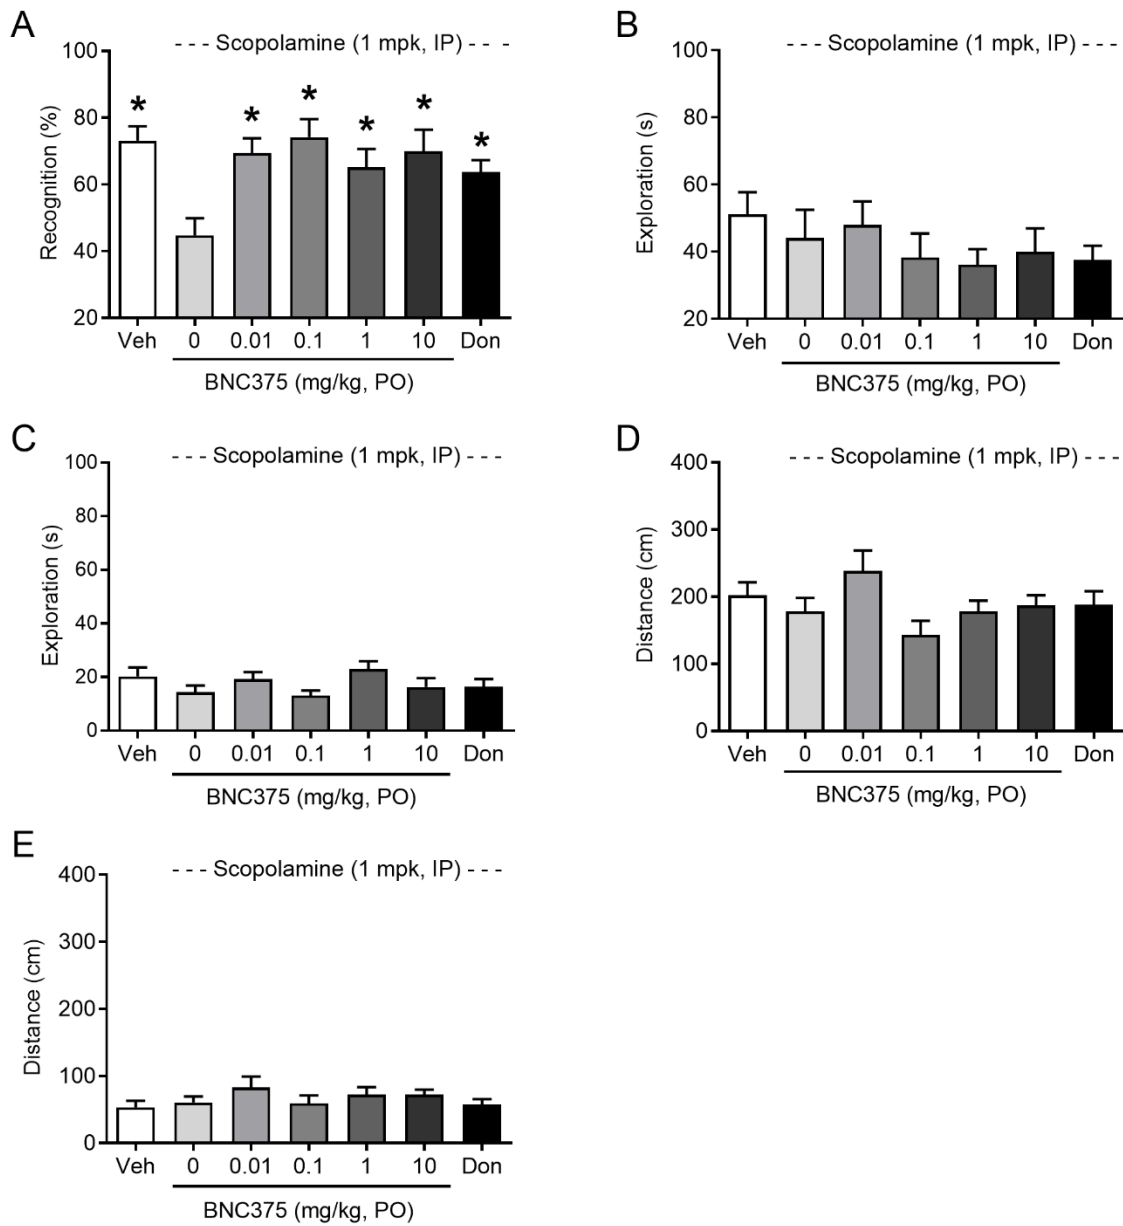 A
- - - Scopolamine (1 mpk, IP) - - -
Recognition (%)
100
80
60
40
20
* * * * * *
Veh 0 0.01 0.1 1 10 Don
BNC375 (mg/kg, PO)
B
- - - Scopolamine (1 mpk, IP) - - -
Exploration (s)
100
80
60
40
20
Veh 0 0.01 0.1 1 10 Don
BNC375 (mg/kg, PO)
C
- - - Scopolamine (1 mpk, IP) - - -
Exploration (s)
100
80
60
40
20
0
Veh 0 0.01 0.1 1 10 Don
BNC375 (mg/kg, PO)
D
- - - Scopolamine (1 mpk, IP) - - -
Distance (cm)
400
300
200
100
0
Veh 0 0.01 0.1 1 10 Don
BNC375 (mg/kg, PO)
E
- - - Scopolamine (1 mpk, IP) - - -
Distance (cm)
400
300
200
100
0
Veh 0 0.01 0.1 1 10 Don
BNC375 (mg/kg, PO)